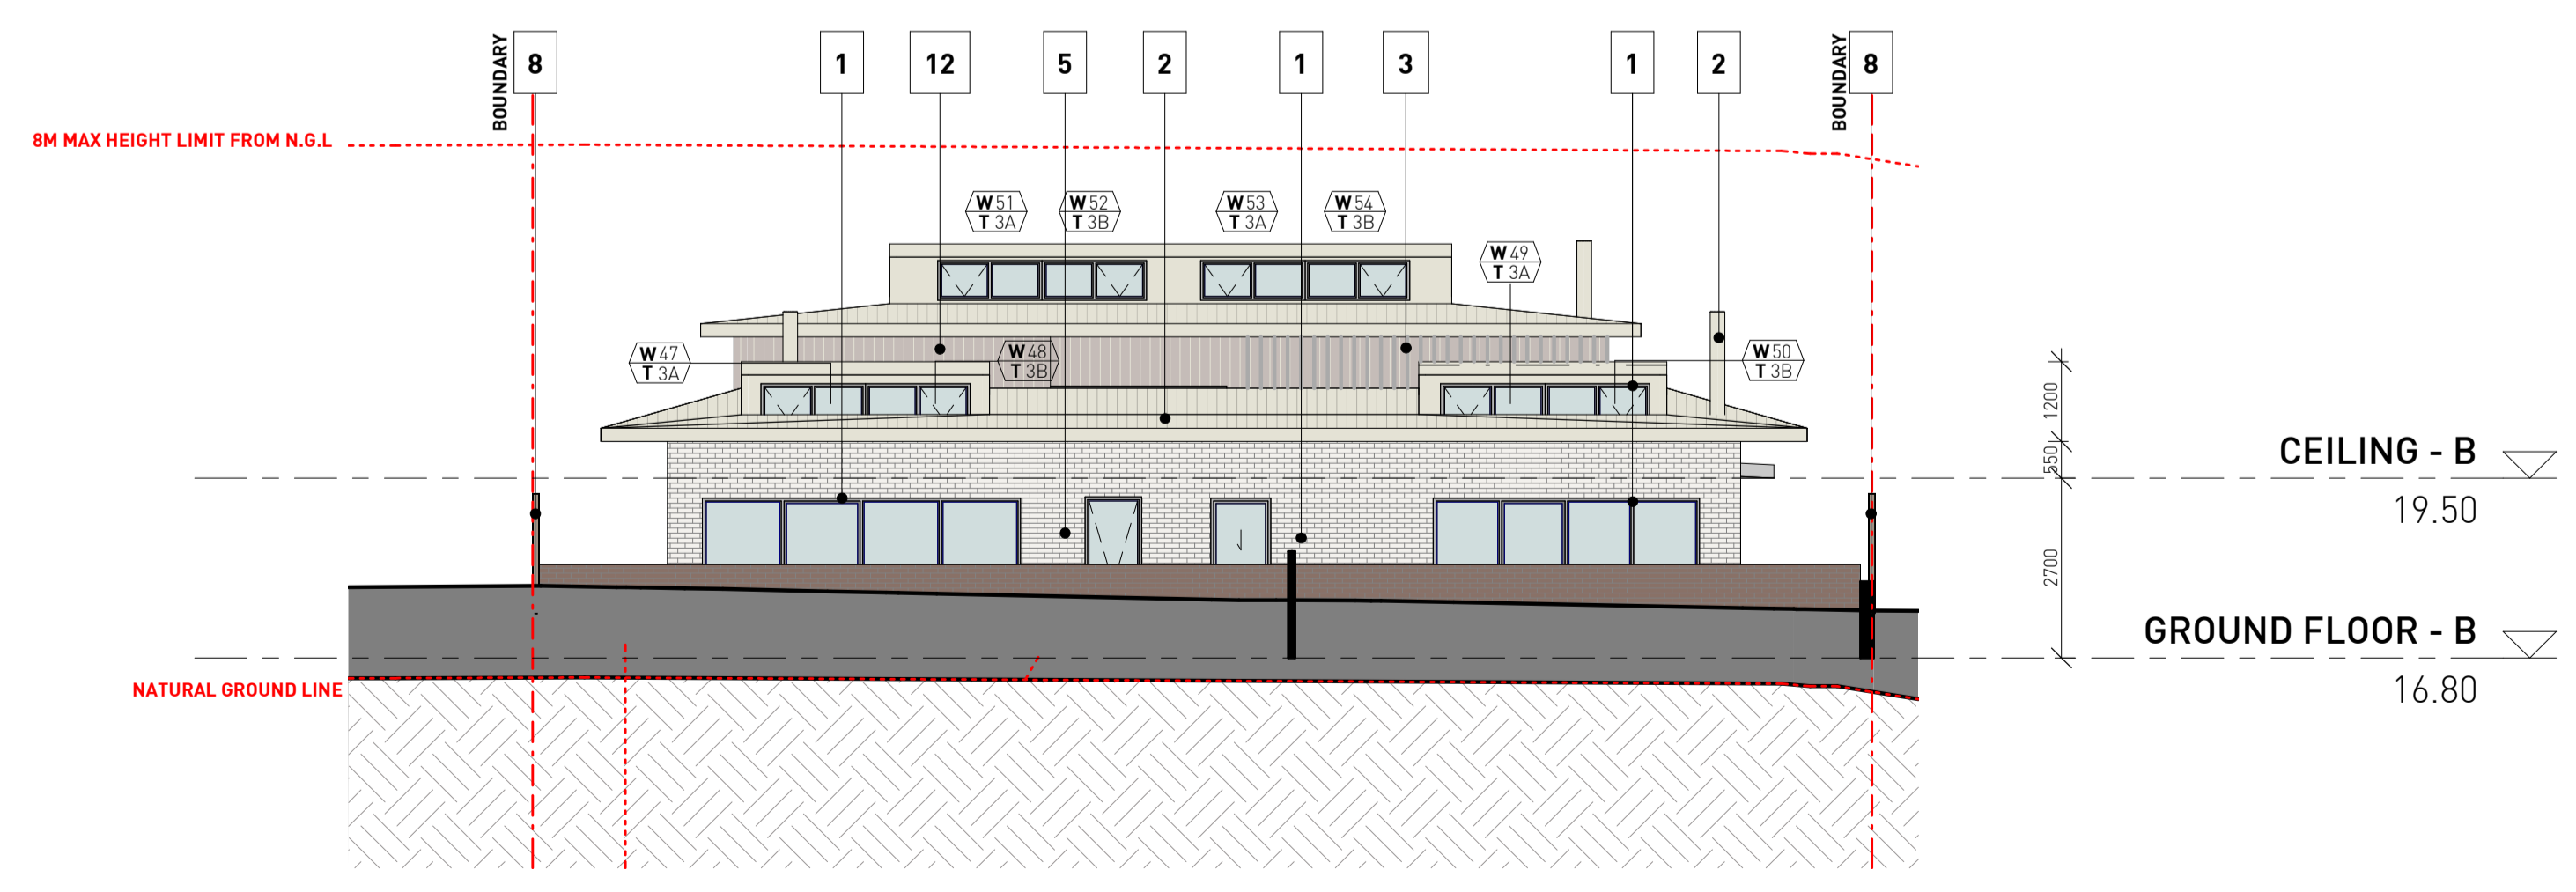 BOUNDARY
8
1
12
5
2
1
3
1
2
BOUNDARY
8
8M MAX HEIGHT LIMIT FROM N.G.L
W 51
T 3A
W 52
T 3B
W 53
T 3A
W 54
T 3B
W 49
T 3A
W 47
T 3A
W 48
T 3B
W 50
T 3B
1200
550
2700
CEILING - B
19.50
GROUND FLOOR - B
16.80
NATURAL GROUND LINE